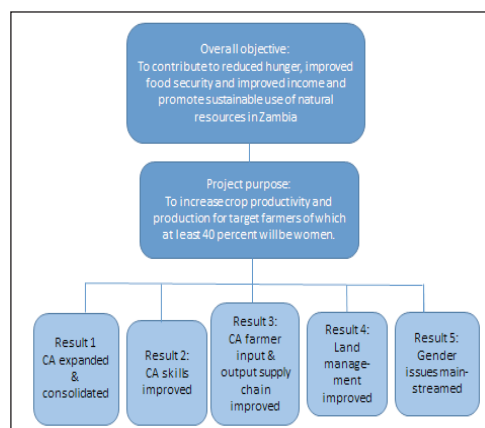 Overall objective:
To contribute to reduced hunger, improved
food security and improved income and
promote sustainable use of natural
resources in Zambia
Project purpose:
To increase crop productivity and
production for target farmers of which
at least 40 percent will be women.
Result 1
CA expanded
&
consolidated
Result 2:
CA skills
improved
Result 3:
CA farmer
input &
output supply
chain
improved
Result 4:
Land
manage-
ment
improved
Result 5:
Gender
issues main-
streamed